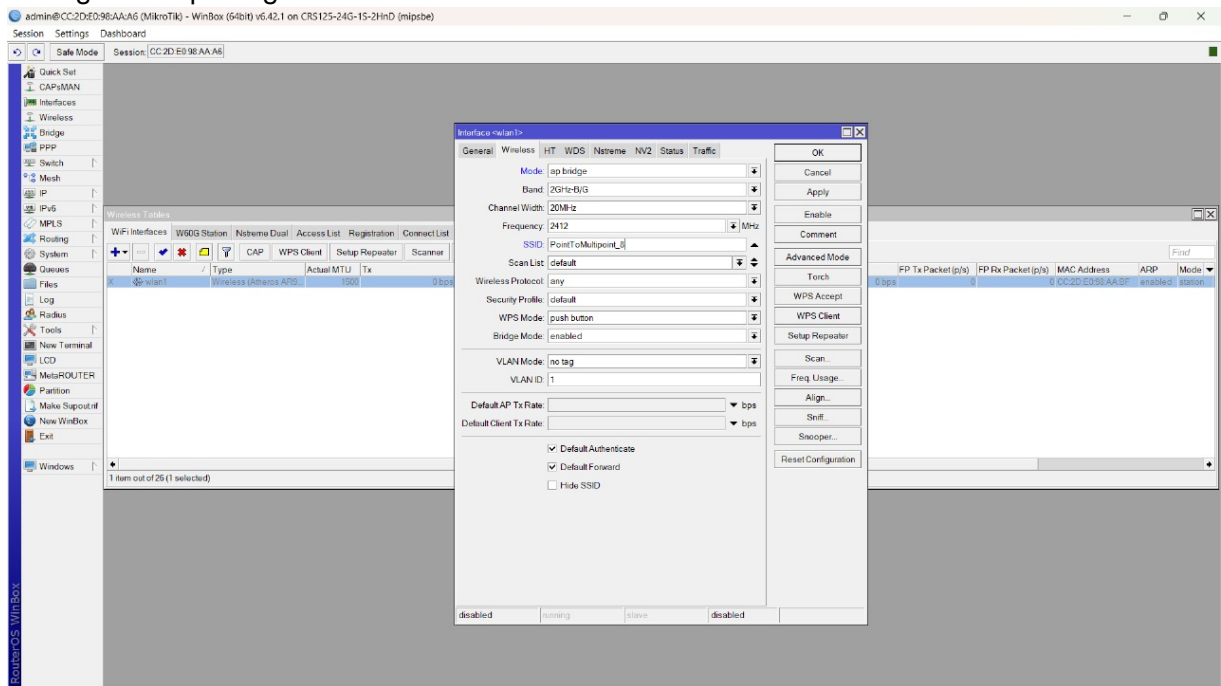 admin@CC:2D:E0:98:AA:A6 (MikroTik) - WinBox (64bit) v6.42.1 on CRS125-24G-1S-2HnD (mipsbe)
Session Settings Dashboard
Safe Mode Session: CC:2D:E0:98:AA:A6
Quick Set
CAPsMAN
Interfaces
Wireless
Bridge
PPP
Switch
Mesh
IP
IPv6
MPLS
Routing
System
Queues
Files
Log
Radius
Tools
New Terminal
LCD
MetaROUTER
Partition
Make Supout.rif
New WinBox
Exit
Windows
RouterOS WinBox
Wireless Tables
WiFi Interfaces W60G Station Nstreme Dual Access List Registration Connect List
CAP WPS Client Setup Repeater Scanner
Find
Name / Type Actual MTU Tx FP Tx Packet (p/s) FP Rx Packet (p/s) MAC Address ARP Mode
X wlan1 Wireless (Atheros AR9... 1500 0 bps 0 bps 0 0 CC:2D:E0:98:AA:BF enabled station
1 item out of 26 (1 selected)
Interface <wlan1>
General Wireless HT WDS Nstreme NV2 Status Traffic
Mode: ap bridge
Band: 2GHz-B/G
Channel Width: 20MHz
Frequency: 2412 MHz
SSID: PointToMultipoint_8
Scan List: default
Wireless Protocol: any
Security Profile: default
WPS Mode: push button
Bridge Mode: enabled
VLAN Mode: no tag
VLAN ID: 1
Default AP Tx Rate: bps
Default Client Tx Rate: bps
Default Authenticate
Default Forward
Hide SSID
OK
Cancel
Apply
Enable
Comment
Advanced Mode
Torch
WPS Accept
WPS Client
Setup Repeater
Scan...
Freq. Usage...
Align...
Sniff...
Snooper...
Reset Configuration
disabled running slave disabled